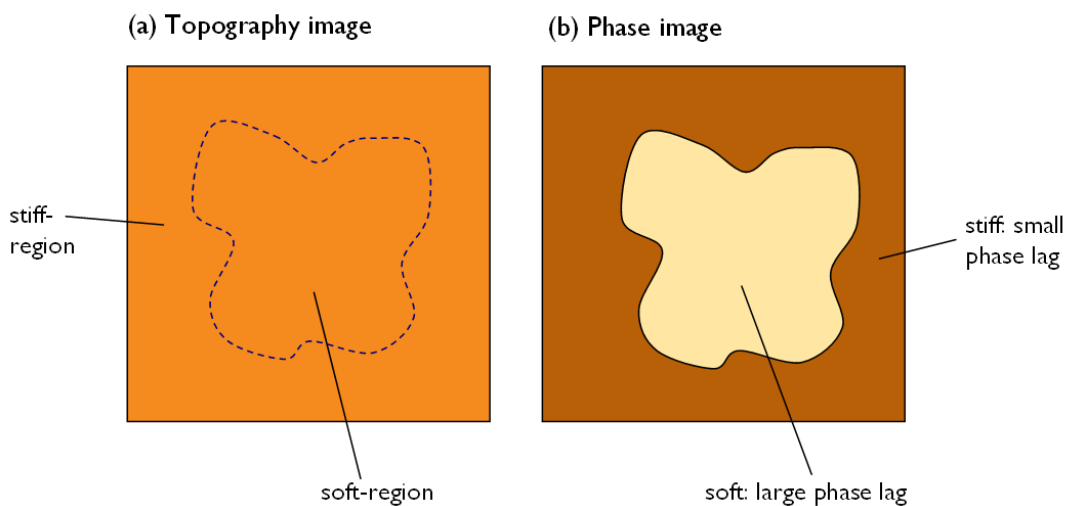 (a) Topography image
(b) Phase image
stiff-
region
stiff: small
phase lag
soft-region
soft: large phase lag